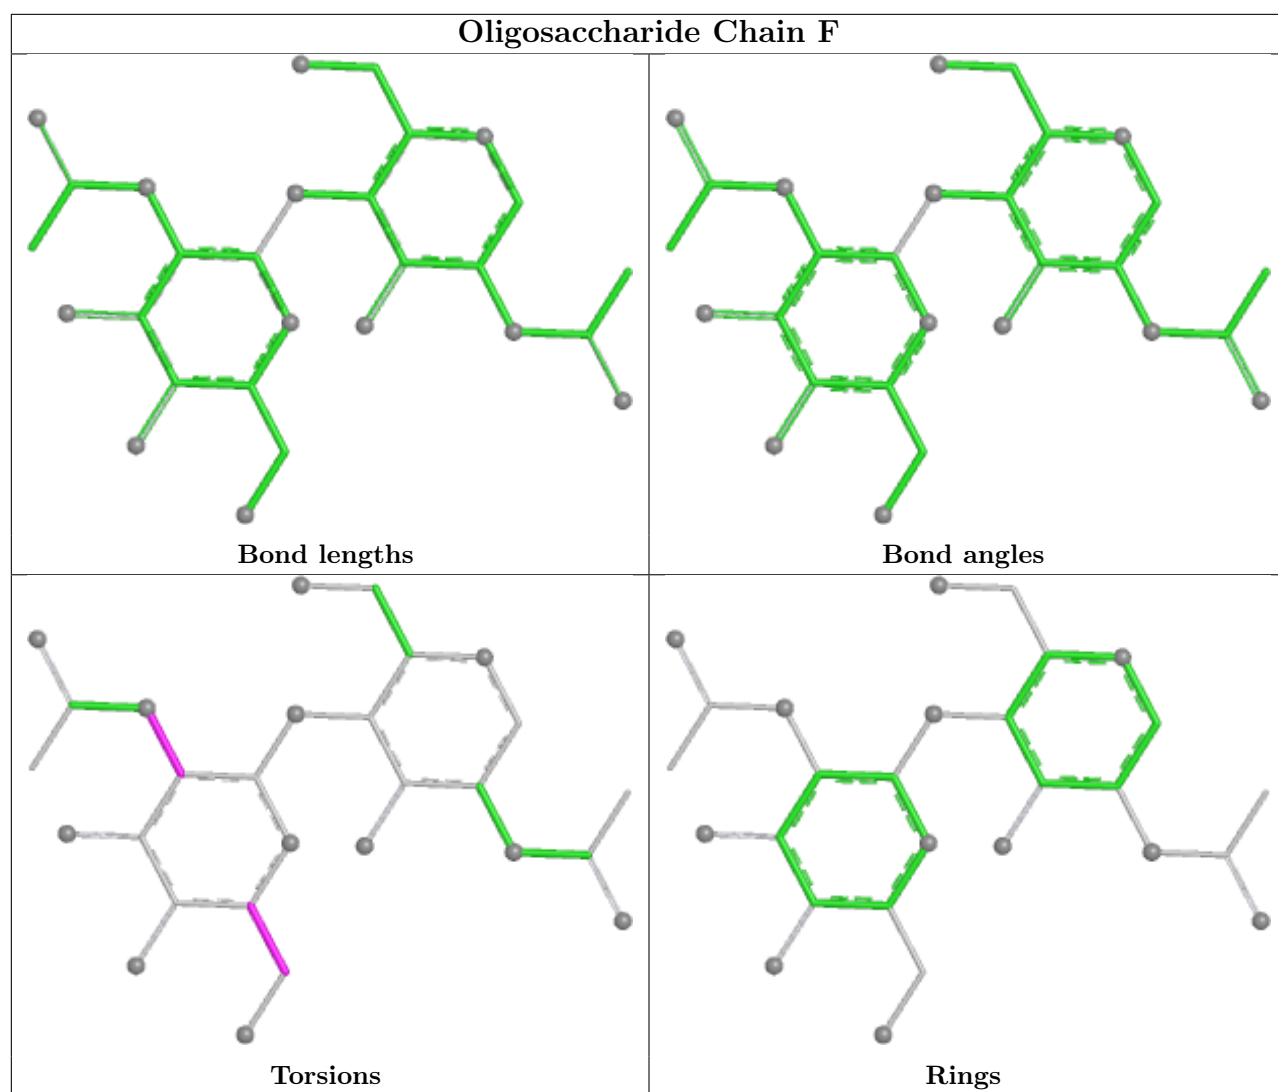 Oligosaccharide Chain F
Bond lengths
Bond angles
Torsions
Rings